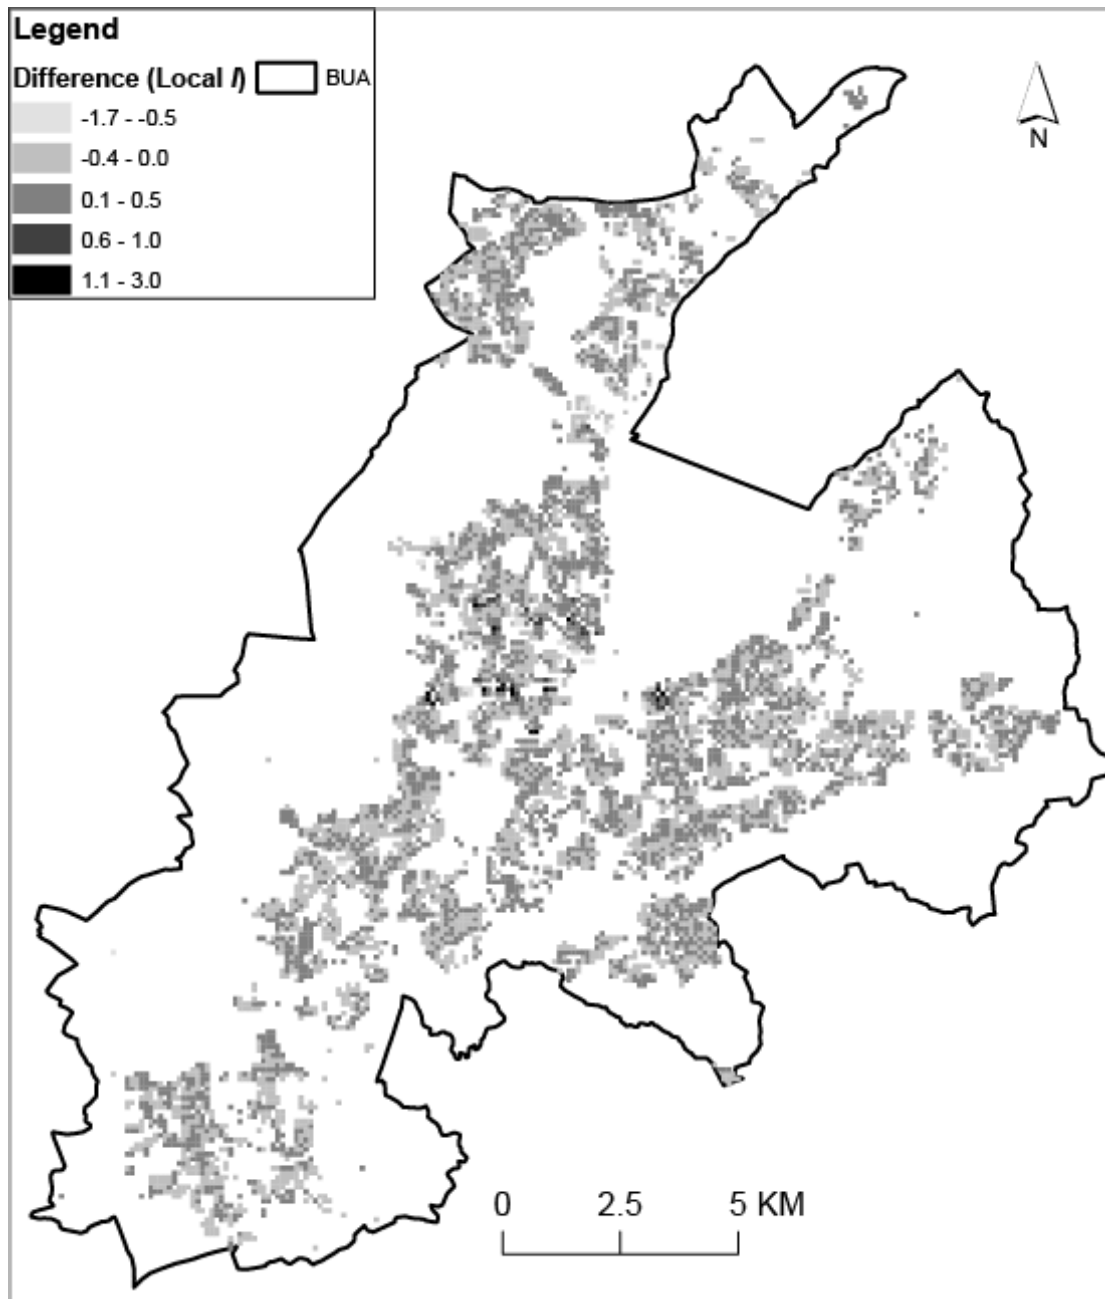 Legend
Difference (Local I) BUA
-1.7 - -0.5
-0.4 - 0.0
0.1 - 0.5
0.6 - 1.0
1.1 - 3.0
N
0 2.5 5 KM